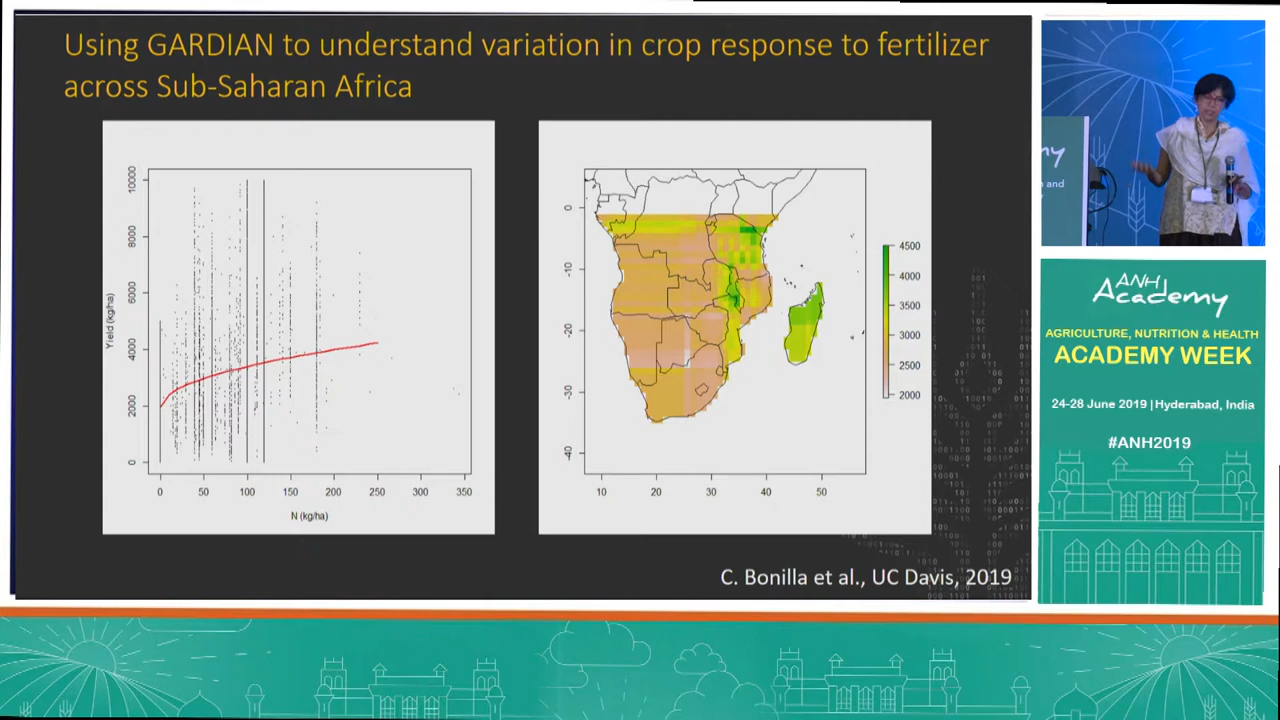 Using GARDIAN to understand variation in crop response to fertilizer
across Sub-Saharan Africa
10000
8000
6000
4000
2000
0
Yield (kg/ha)
0 50 100 150 200 250 300 350
N (kg/ha)
0
-10
-20
-30
-40
10 20 30 40 50
4500
4000
3500
3000
2500
2000
C. Bonilla et al., UC Davis, 2019
my
n and
ANH
Academy
AGRICULTURE, NUTRITION & HEALTH
ACADEMY WEEK
24-28 June 2019 | Hyderabad, India
#ANH2019